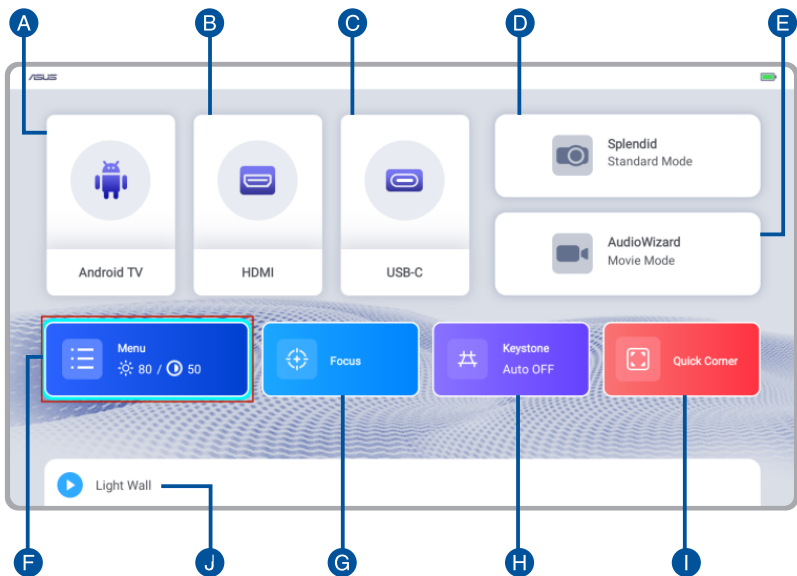 A
B
C
D
E
ASUS
Android TV
HDMI
USB-C
Splendid
Standard Mode
AudioWizard
Movie Mode
Menu
80 / 50
Focus
Keystone
Auto OFF
Quick Corner
Light Wall
F
J
G
H
I